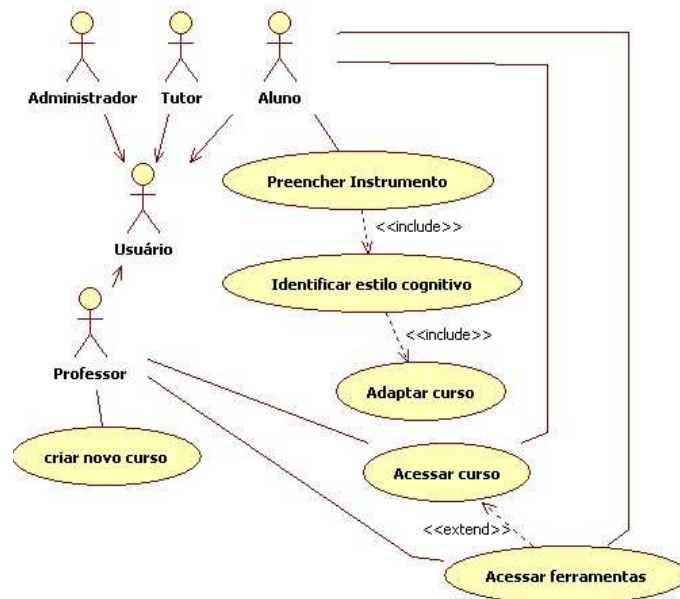 Administrador
Tutor
Aluno
Preencher Instrumento
<<include>>
Usuário
Identificar estilo cognitivo
<<include>>
Professor
Adaptar curso
criar novo curso
Acessar curso
<<extend>>
Acessar ferramentas